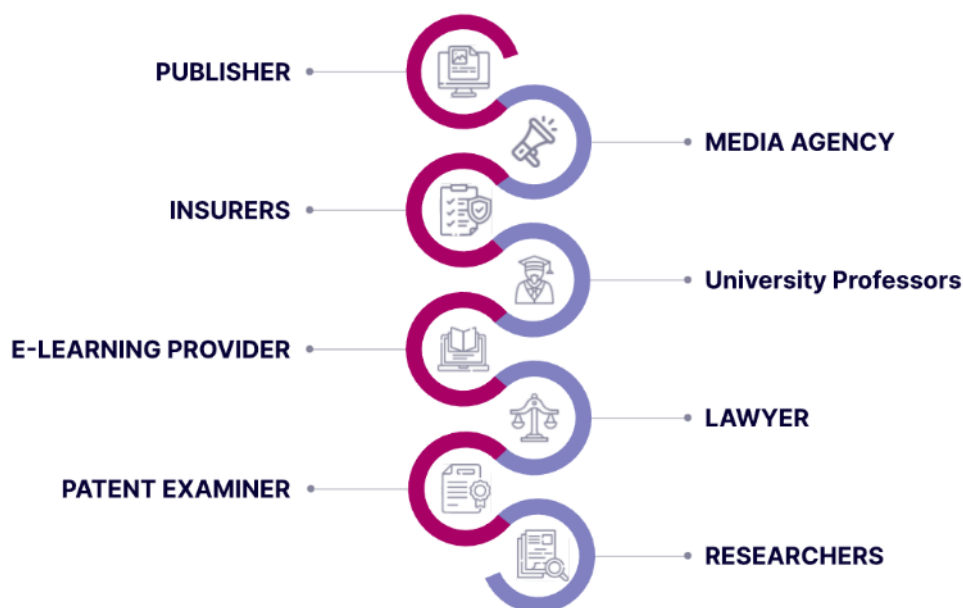 PUBLISHER
MEDIA AGENCY
INSURERS
University Professors
E-LEARNING PROVIDER
LAWYER
PATENT EXAMINER
RESEARCHERS